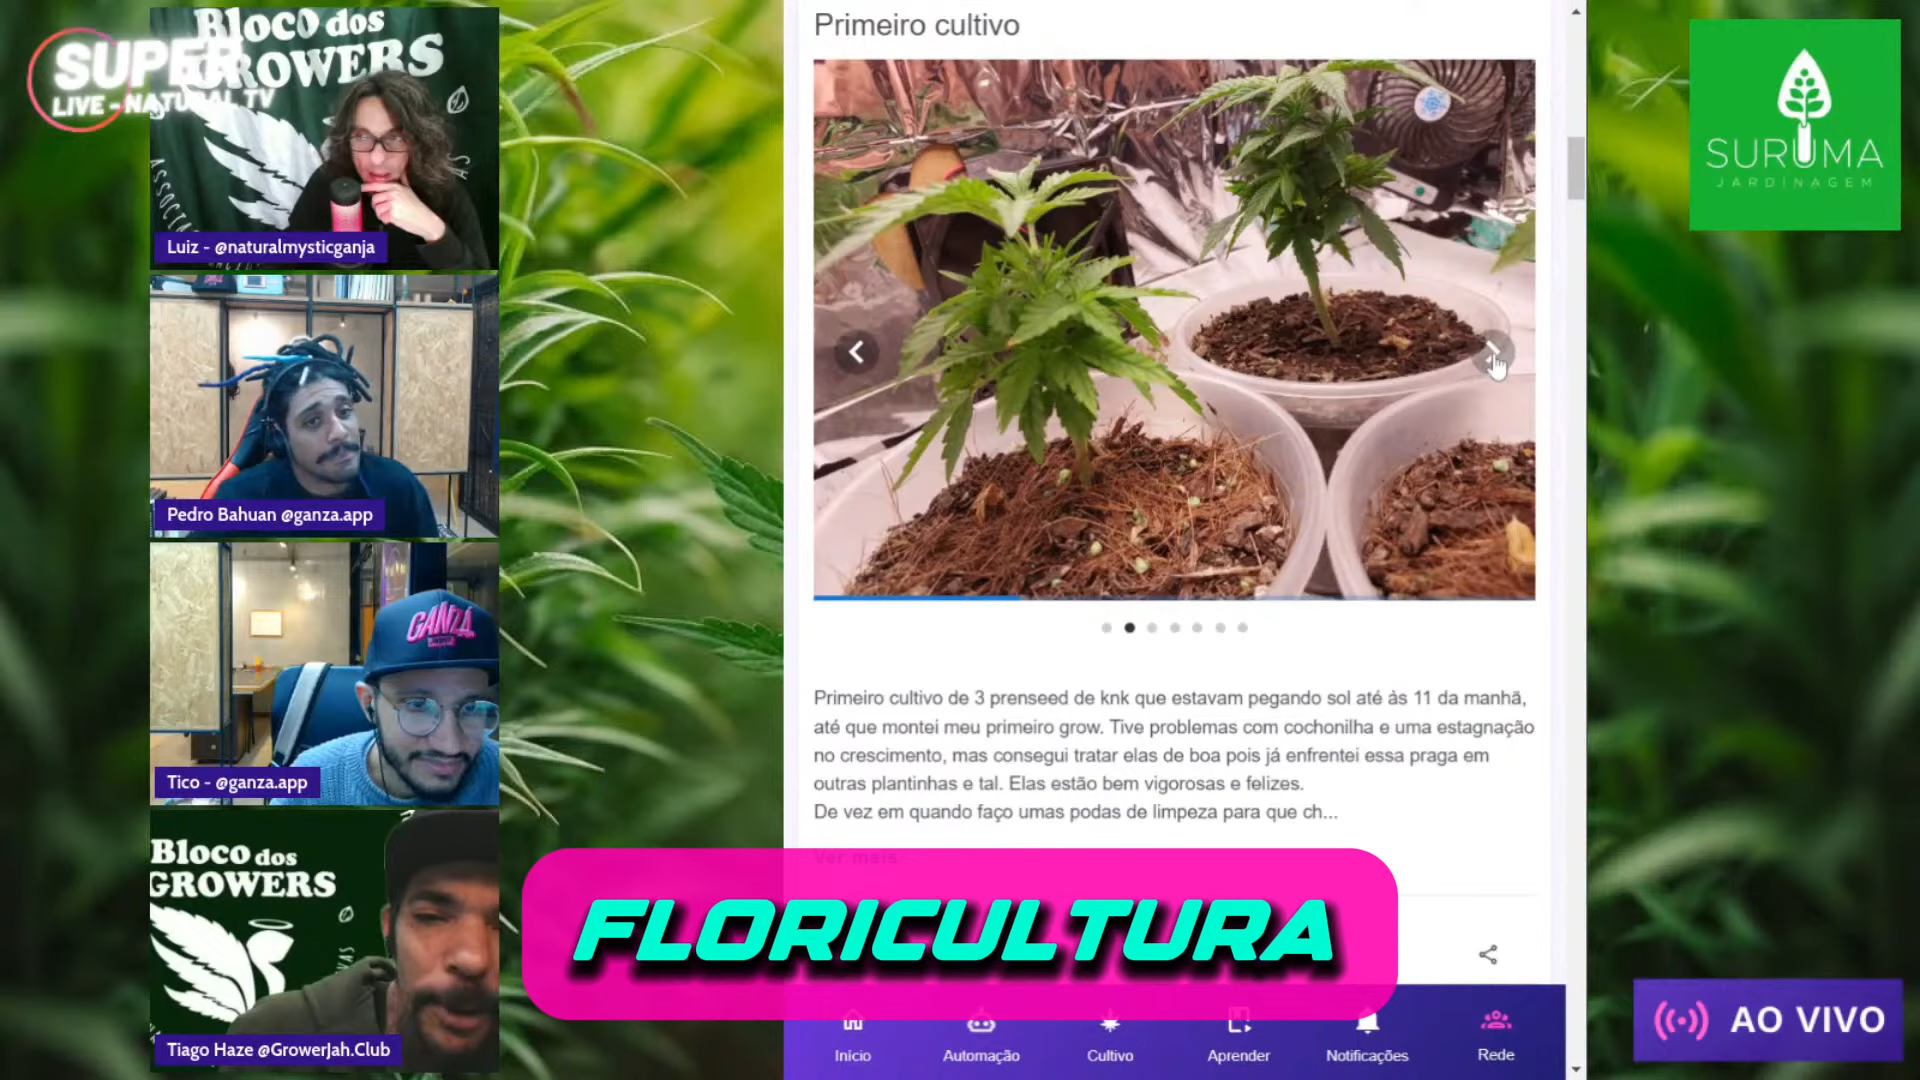 SUPER
LIVE - NATURAL TV
Bloco dos
GROWERS
Luiz - @naturalmysticganja
Pedro Bahuan @ganza.app
GANZA
Tico - @ganza.app
Bloco dos
GROWERS
Tiago Haze @GrowerJah.Club
Primeiro cultivo
Primeiro cultivo de 3 prenseed de knk que estavam pegando sol até às 11 da manhã,
até que montei meu primeiro grow. Tive problemas com cochonilha e uma estagnação
no crescimento, mas consegui tratar elas de boa pois já enfrentei essa praga em
outras plantinhas e tal. Elas estão bem vigorosas e felizes.
De vez em quando faço umas podas de limpeza para que ch...
Ver mais
FLORICULTURA
Início
Automação
Cultivo
Aprender
Notificações
Rede
SURUMA
JARDINAGEM
AO VIVO